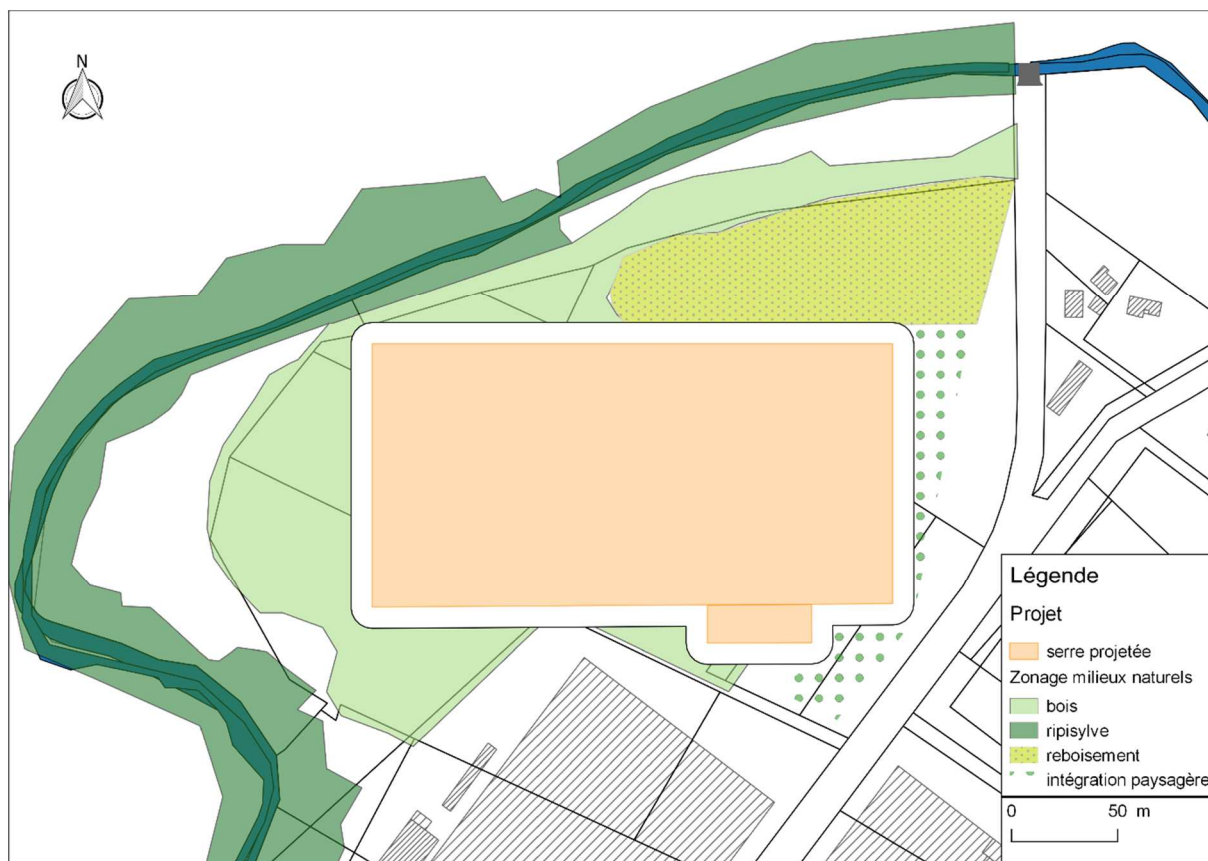 N
Légende
Projet
serre projetée
Zonage milieux naturels
bois
ripisylve
reboisement
intégration paysagère
0 50 m